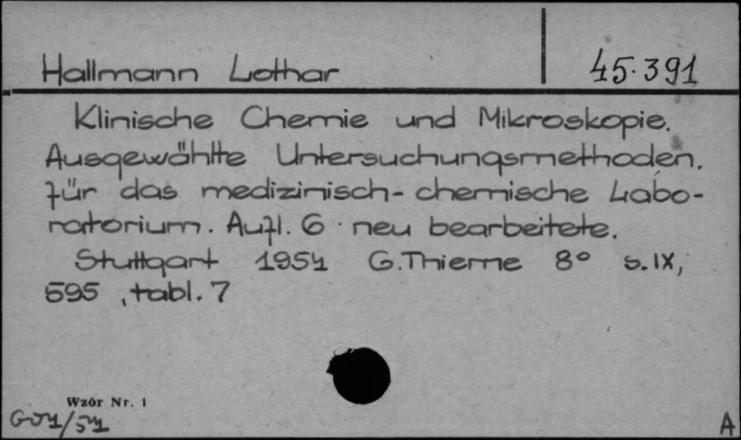 Hallmann Lothar 45.391
Klinische Chemie und Mikroskopie.
Ausgewählte Untersuchungsmethoden.
für das medizinisch-chemische Labo-
ratorium. Aufl. 6 neu bearbeitete.
Stuttgart 1954 G.Thieme 8° s.IX,
595 , tabl. 7
Wzór Nr. 1
A